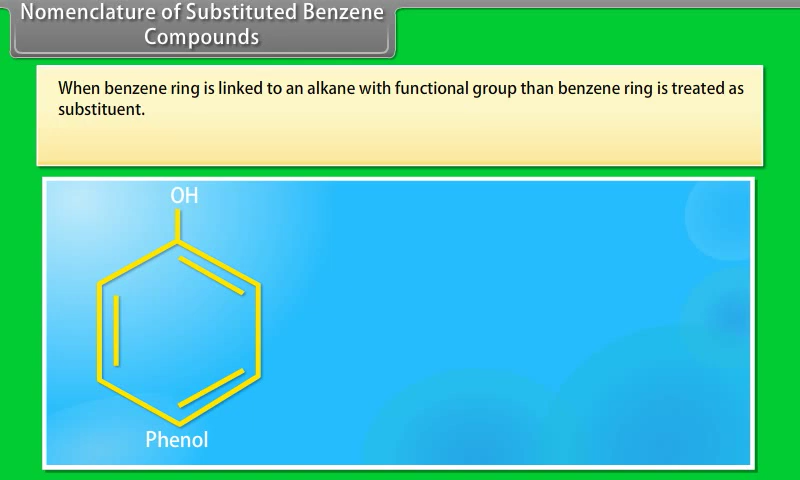 Nomenclature of Substituted Benzene
Compounds
When benzene ring is linked to an alkane with functional group than benzene ring is treated as
substituent.
OH
Phenol